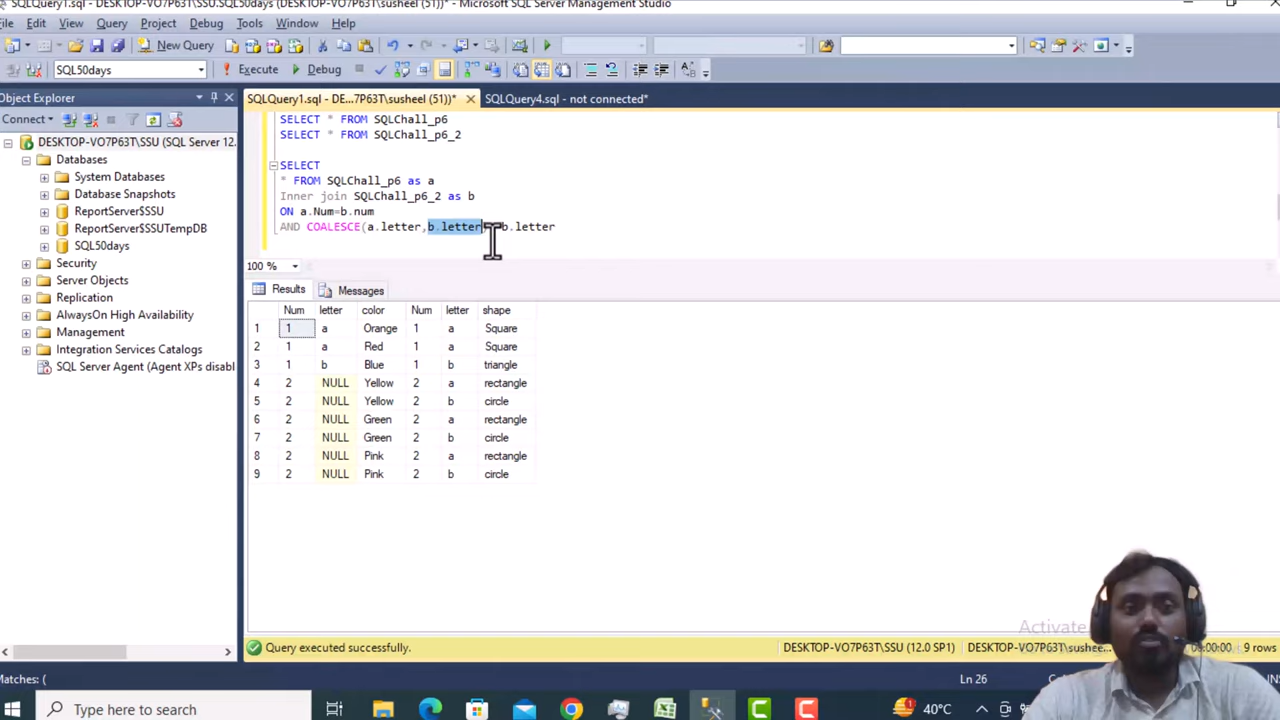 SQLQuery1.sql - DESKTOP-VO7P63T\SSU.SQL50days (DESKTOP-VO7P63T\susheel (51))* - Microsoft SQL Server Management Studio
File Edit View Query Project Debug Tools Window Help
New Query
SQL50days Execute Debug
Object Explorer
SQLQuery1.sql - DE...7P63T\susheel (51))*
SQLQuery4.sql - not connected*
Connect
DESKTOP-VO7P63T\SSU (SQL Server 12.
Databases
System Databases
Database Snapshots
ReportServer$SSU
ReportServer$SSUTempDB
SQL50days
Security
Server Objects
Replication
AlwaysOn High Availability
Management
Integration Services Catalogs
SQL Server Agent (Agent XPs disabl
SELECT * FROM SQLChall_p6
SELECT * FROM SQLChall_p6_2
SELECT
* FROM SQLChall_p6 as a
Inner join SQLChall_p6_2 as b
ON a.Num=b.num
AND COALESCE(a.letter,b.letter b.letter
100 %
Results Messages
Num letter color Num letter shape
1 1 a Orange 1 a Square
2 1 a Red 1 a Square
3 1 b Blue 1 b triangle
4 2 NULL Yellow 2 a rectangle
5 2 NULL Yellow 2 b circle
6 2 NULL Green 2 a rectangle
7 2 NULL Green 2 b circle
8 2 NULL Pink 2 a rectangle
9 2 NULL Pink 2 b circle
Activate
Query executed successfully.
DESKTOP-VO7P63T\SSU (12.0 SP1) DESKTOP-VO7P63T\sushee... 00:00:00 9 rows
Matches: ( Ln 26
Type here to search
40°C